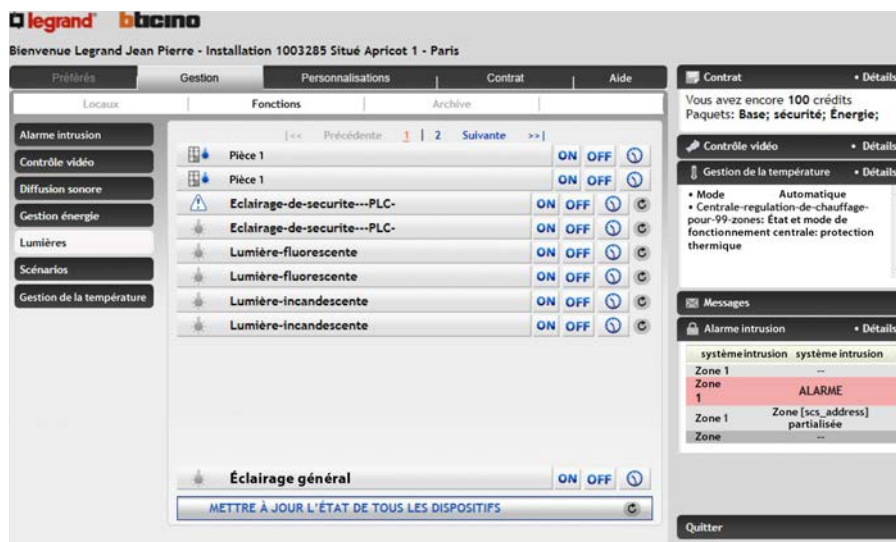 legrand bticino
Bienvenue Legrand Jean Pierre - Installation 1003285 Situé Apricot 1 - Paris
Préférés Gestion Personnalisations Contrat Aide
Locaux Fonctions Archive
Alarme intrusion
Contrôle vidéo
Diffusion sonore
Gestion énergie
Lumières
Scénarios
Gestion de la température
|<< Précédente 1 | 2 Suivante >>|
Pièce 1 ON OFF
Pièce 1 ON OFF
Eclairage-de-securite---PLC- ON OFF
Eclairage-de-securite---PLC- ON OFF
Lumière-fluorescente ON OFF
Lumière-fluorescente ON OFF
Lumière-incandescente ON OFF
Lumière-incandescente ON OFF
Éclairage général ON OFF
METTRE À JOUR L'ÉTAT DE TOUS LES DISPOSITIFS
Contrat • Détails
Vous avez encore 100 crédits
Paquets: Base; sécurité; Énergie;
Contrôle vidéo • Détails
Gestion de la température • Détails
• Mode Automatique
• Centrale-regulation-de-chauffage-
pour-99-zones: État et mode de
fonctionnement centrale: protection
thermique
Messages
Alarme intrusion • Détails
système intrusion système intrusion
Zone 1 --
Zone
1 ALARME
Zone 1 Zone [scs_address]
partialisée
Zone --
Quitter